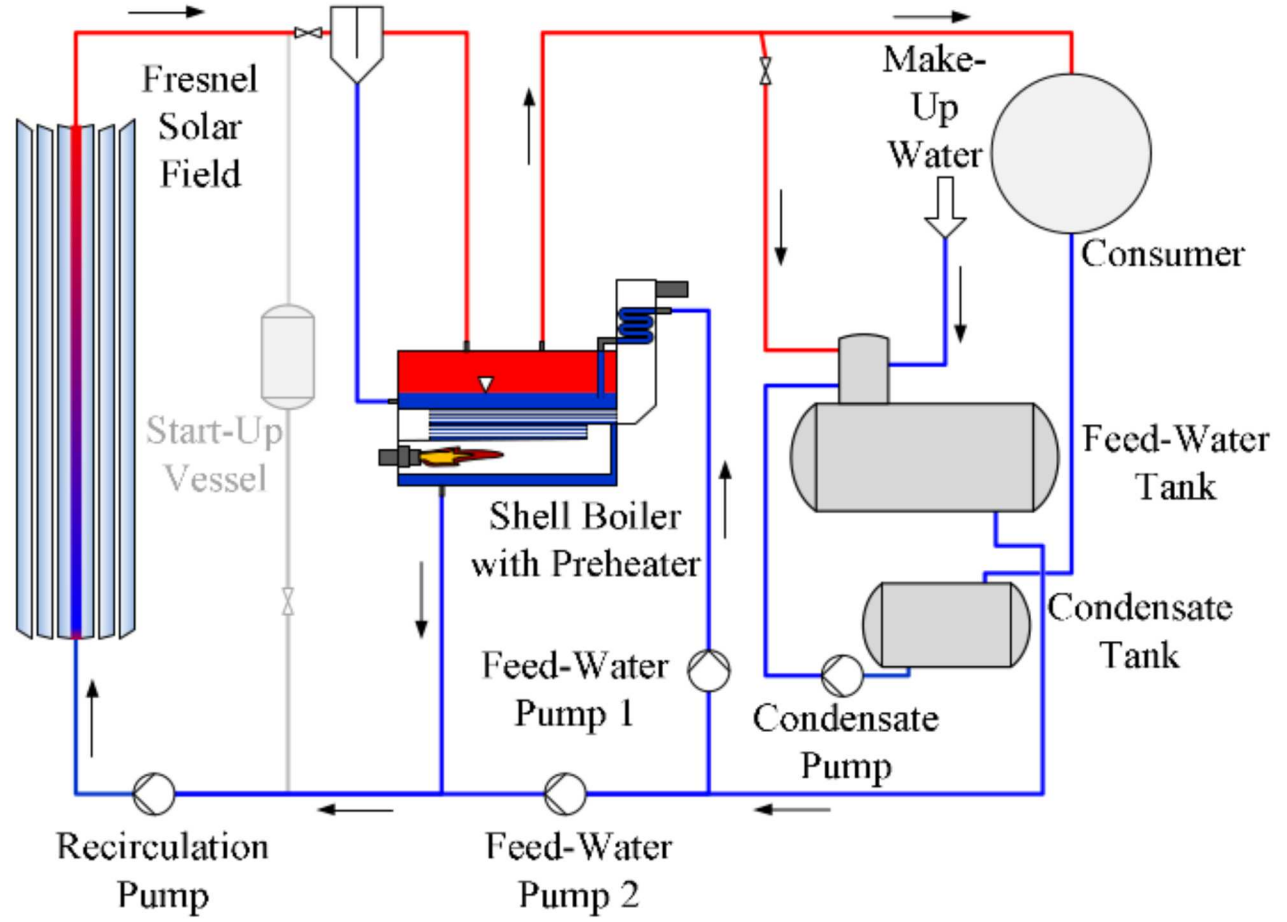 Fresnel
Solar
Field
Make-
Up
Water
Consumer
Start-Up
Vessel
Shell Boiler
with Preheater
Feed-Water
Tank
Condensate
Tank
Feed-Water
Pump 1
Condensate
Pump
Recirculation
Pump
Feed-Water
Pump 2